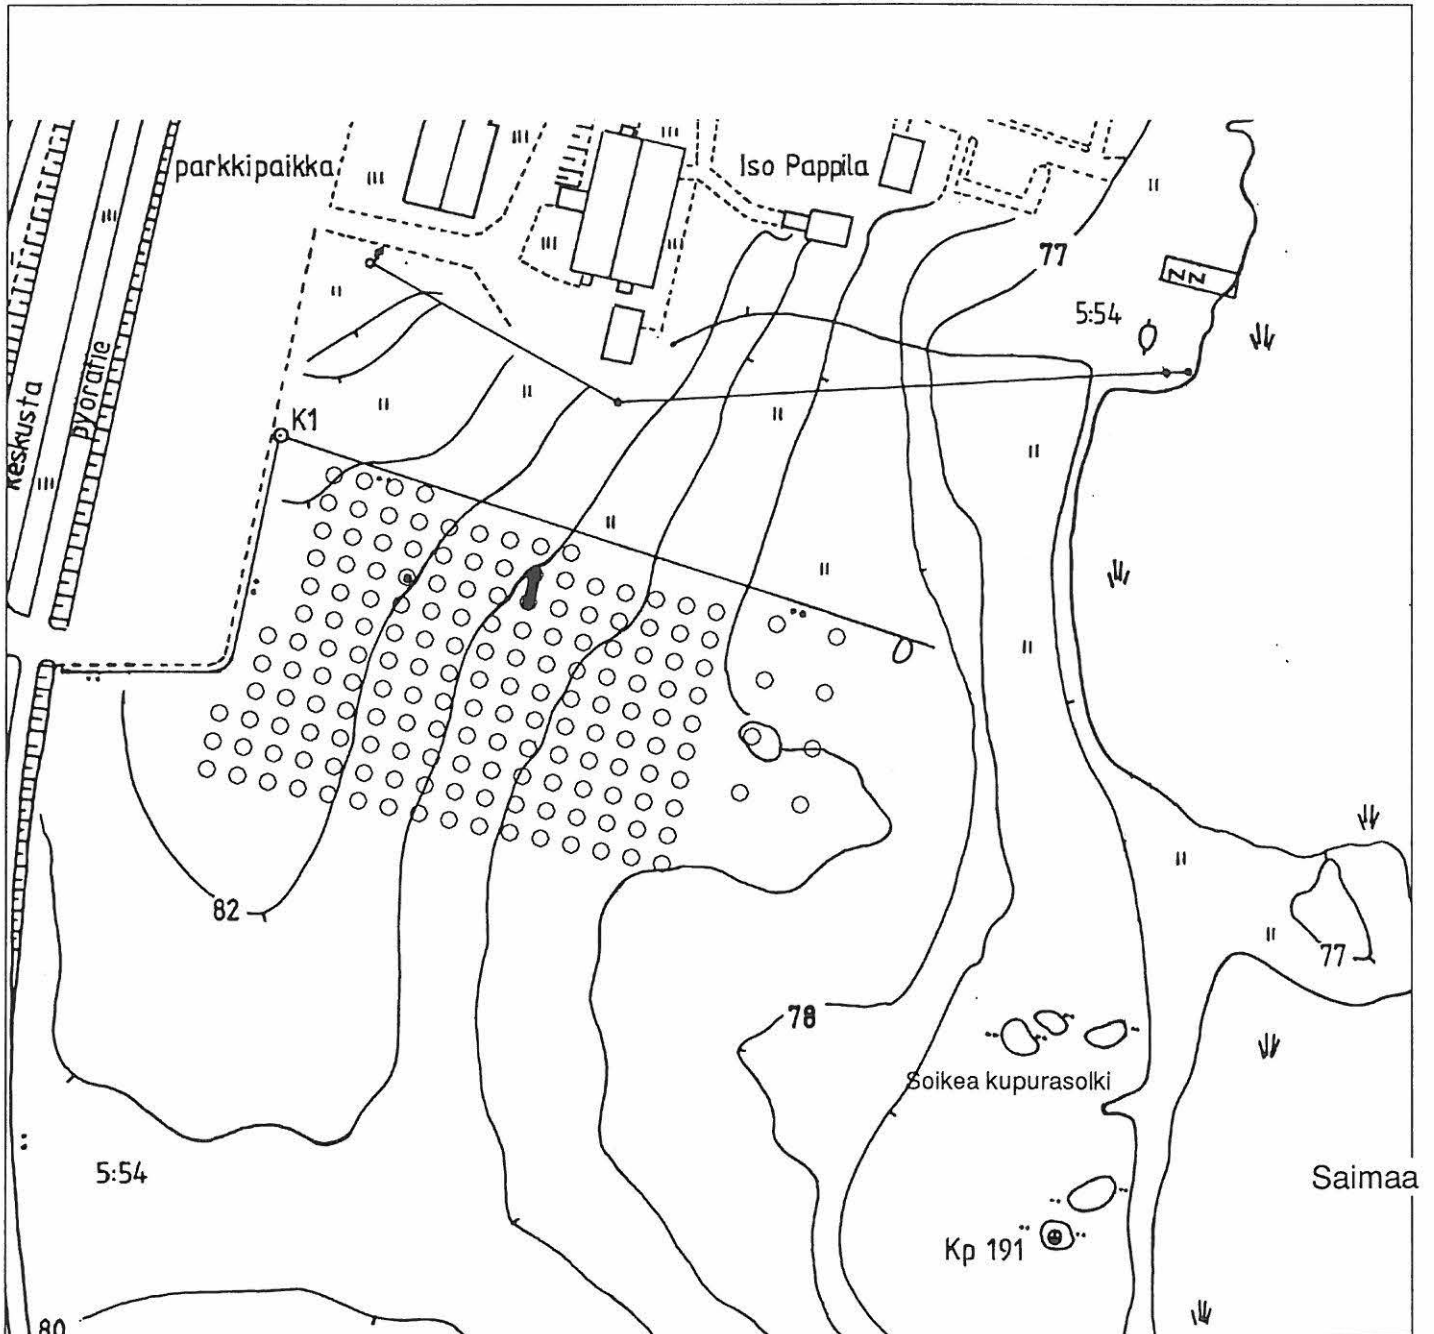 parkkipaikka
Iso Pappila
77
5:54
keskusta
pyörätie
K1
82
77
78
Soikea kupurasolki
5:54
Saimaa
Kp 191
80